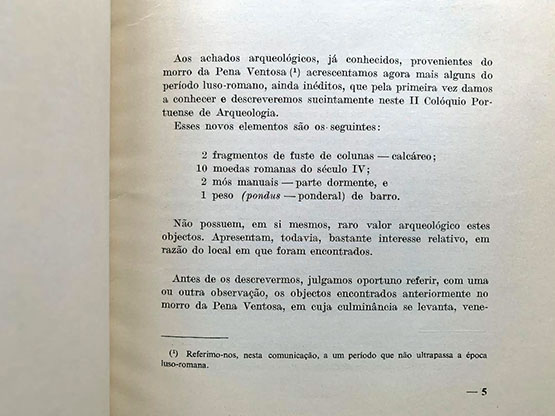 Aos achados arqueológicos, já conhecidos, provenientes do
morro da Pena Ventosa (¹) acrescentamos agora mais alguns do
período luso-romano, ainda inéditos, que pela primeira vez damos
a conhecer e descreveremos sucintamente neste II Colóquio Por-
tuense de Arqueologia.
Esses novos elementos são os seguintes:
2 fragmentos de fuste de colunas — calcáreo;
10 moedas romanas do século IV;
2 mós manuais — parte dormente, e
1 peso (pondus — ponderal) de barro.
Não possuem, em si mesmos, raro valor arqueológico estes
objectos. Apresentam, todavia, bastante interesse relativo, em
razão do local em que foram encontrados.
Antes de os descrevermos, julgamos oportuno referir, com uma
ou outra observação, os objectos encontrados anteriormente no
morro da Pena Ventosa, em cuja culminância se levanta, vene-
(¹) Referimo-nos, nesta comunicação, a um período que não ultrapassa a época
luso-romana.
— 5